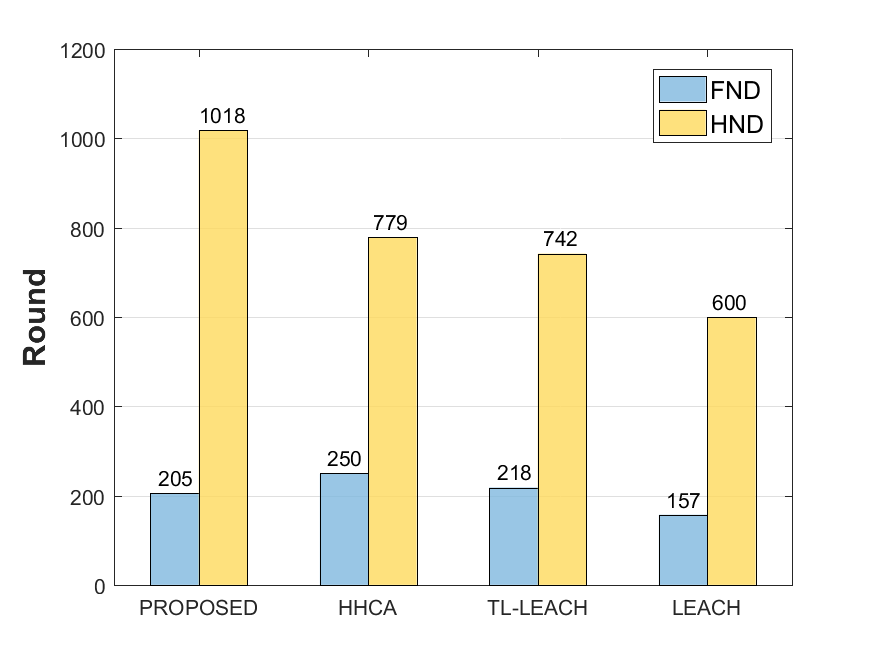 1200
1000
800
600
400
200
0
Round
FND
HND
1018
779
742
600
205
250
218
157
PROPOSED
HHCA
TL-LEACH
LEACH